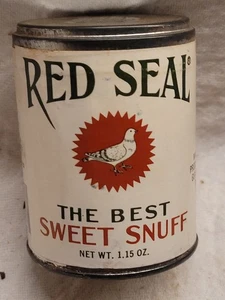 RED SEAL®
THE BEST
SWEET SNUFF
NET WT. 1.15 OZ.